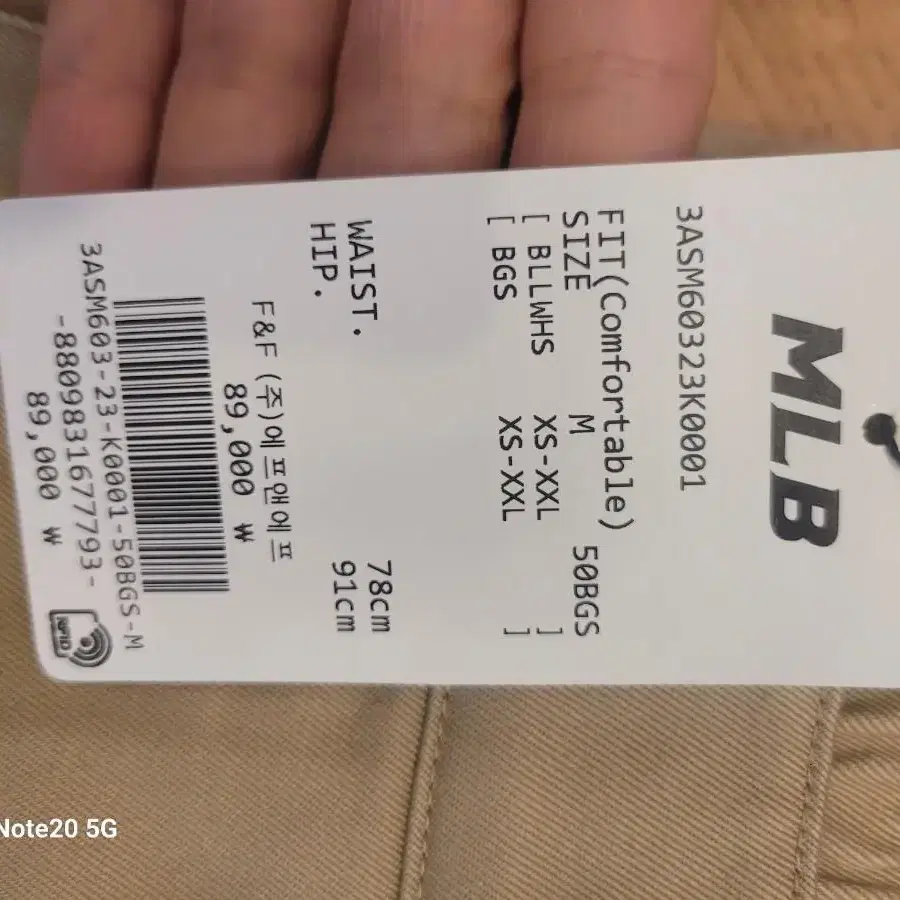 MLB
3ASM60323K0001
FIT(Comfortable)
SIZE M 50BGS
[ BLLWHS XS-XXL ]
[ BGS XS-XXL ]
WAIST. 78cm
HIP. 91cm
F&F (주)에프앤에프
89,000 ₩
3ASM603-23-K0001-50BGS-M
-8809831677793-
89,000 ₩
RFID
Note20 5G